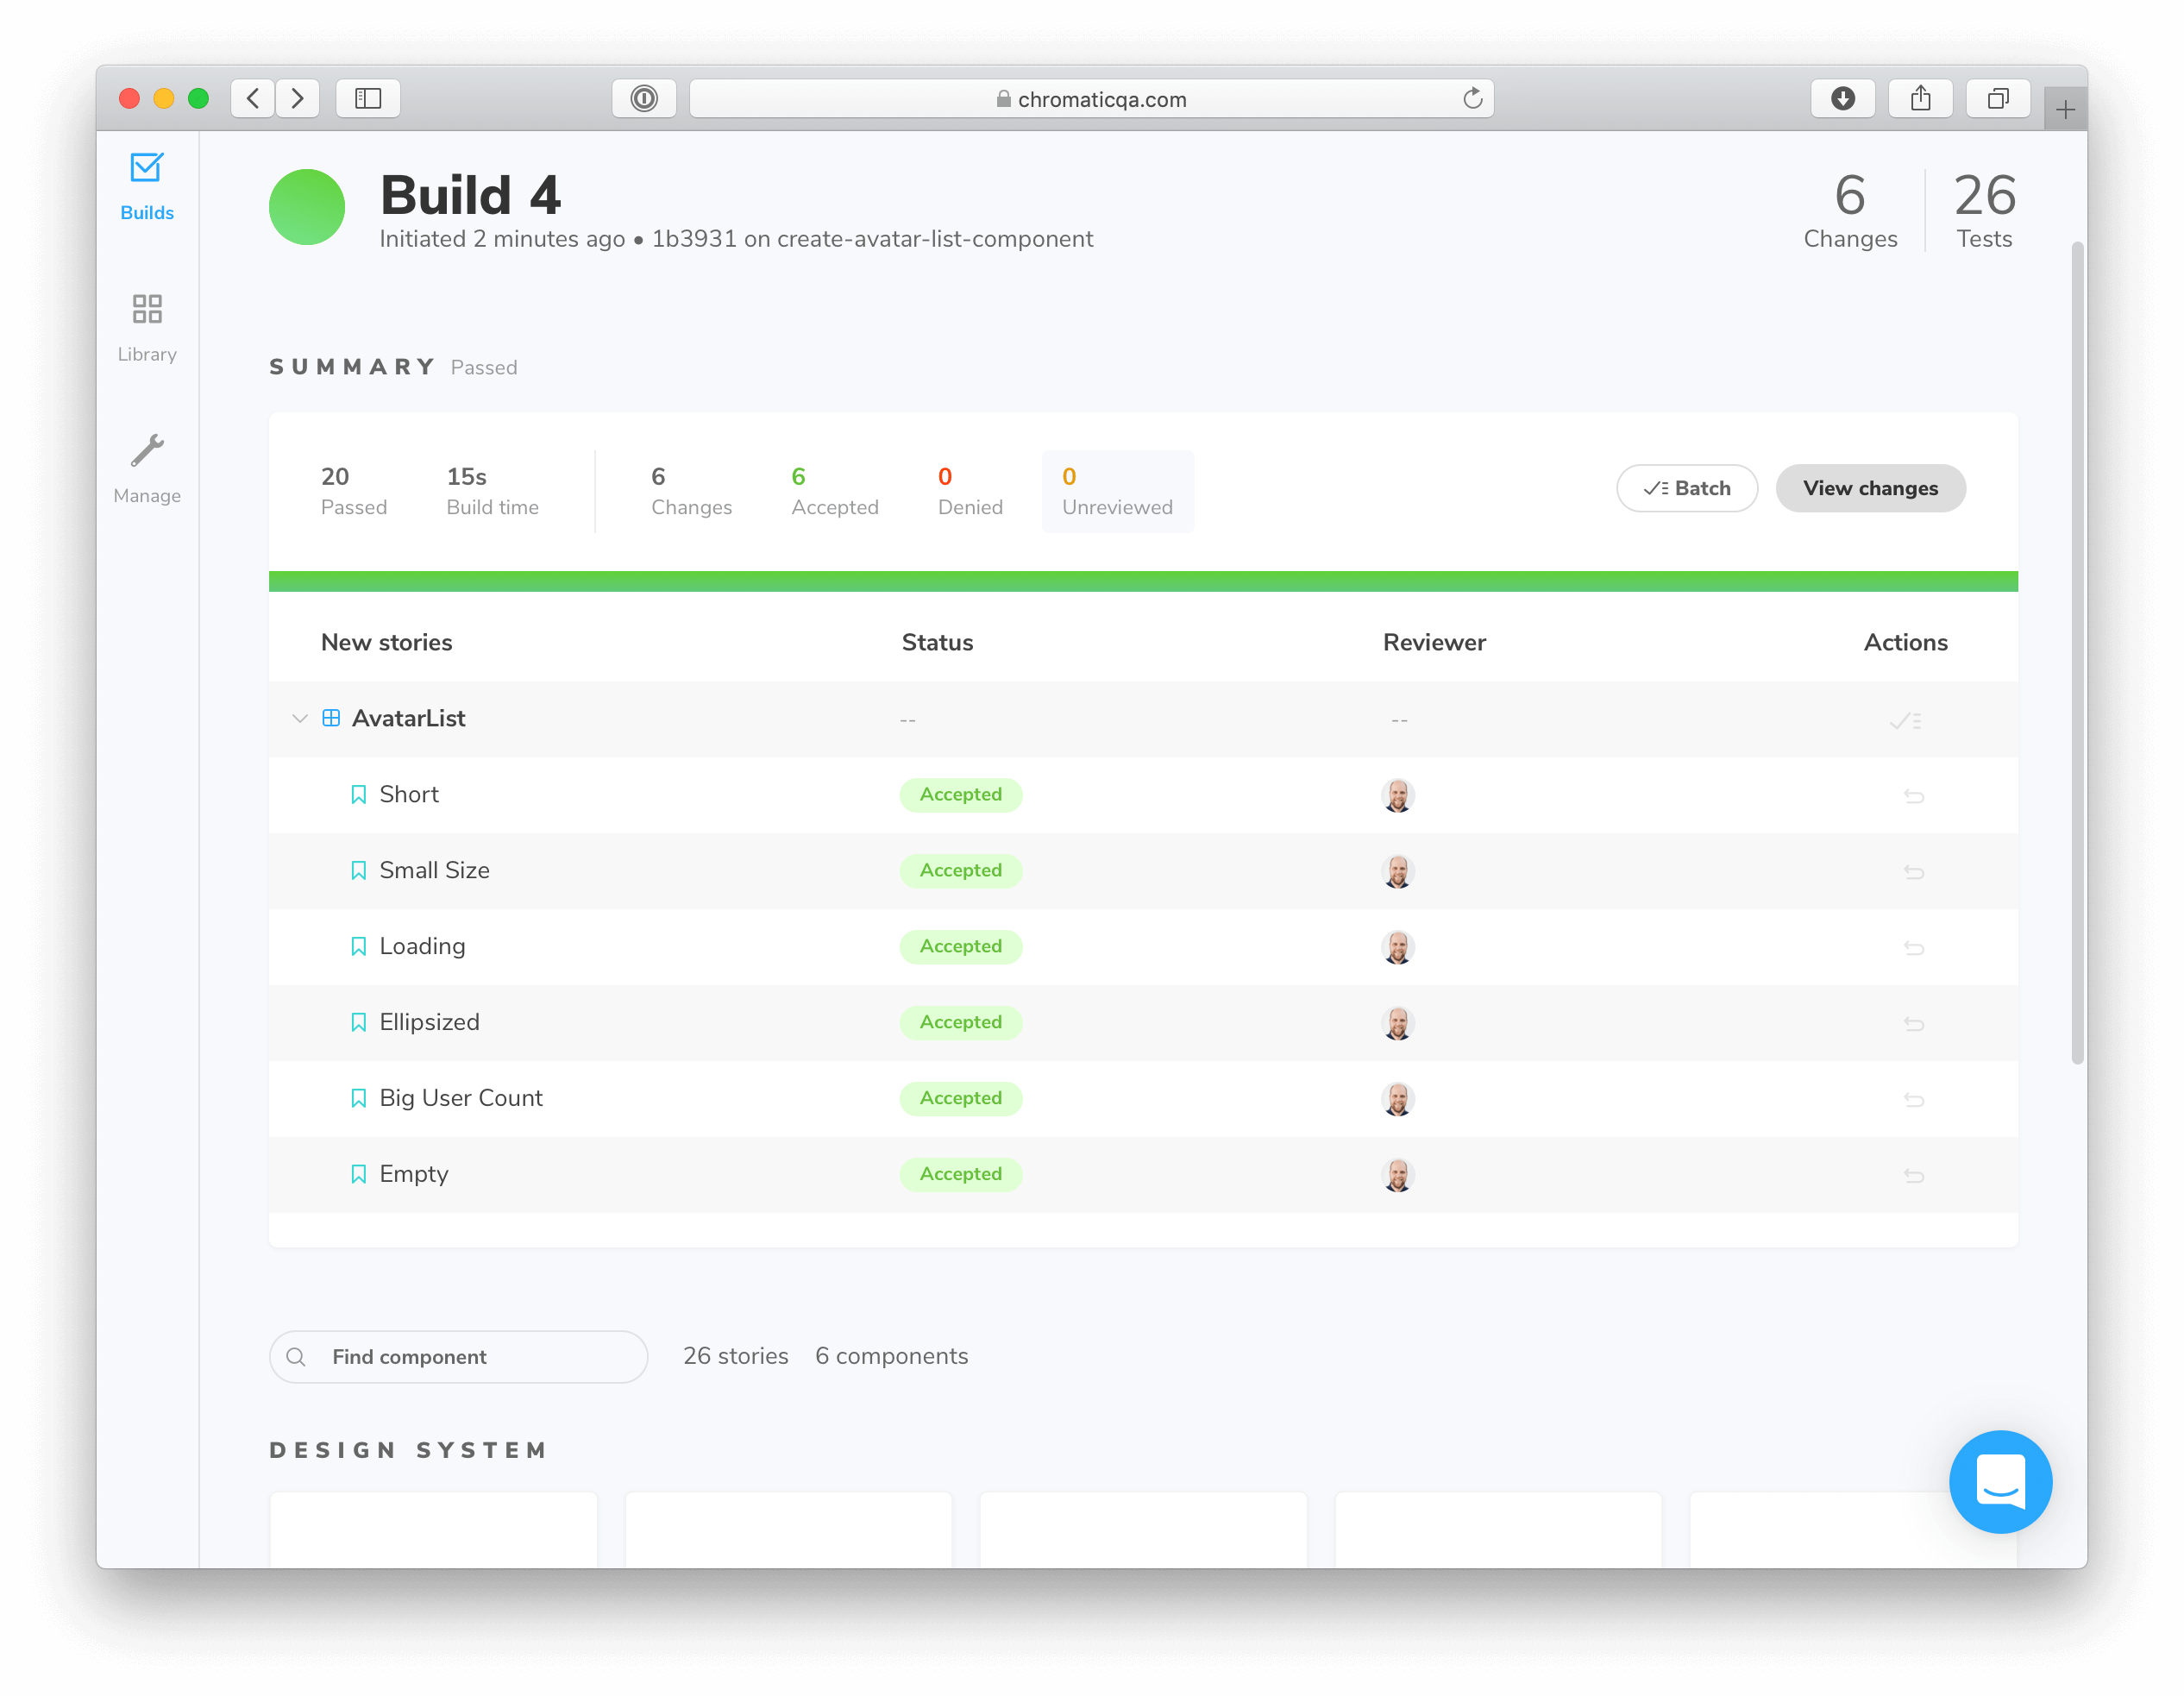 chromaticqa.com
Builds
Library
Manage
Build 4
Initiated 2 minutes ago • 1b3931 on create-avatar-list-component
6
Changes
26
Tests
SUMMARY Passed
20
Passed
15s
Build time
6
Changes
6
Accepted
0
Denied
0
Unreviewed
Batch
View changes
New stories Status Reviewer Actions
AvatarList -- --
Short Accepted
Small Size Accepted
Loading Accepted
Ellipsized Accepted
Big User Count Accepted
Empty Accepted
Find component 26 stories 6 components
DESIGN SYSTEM